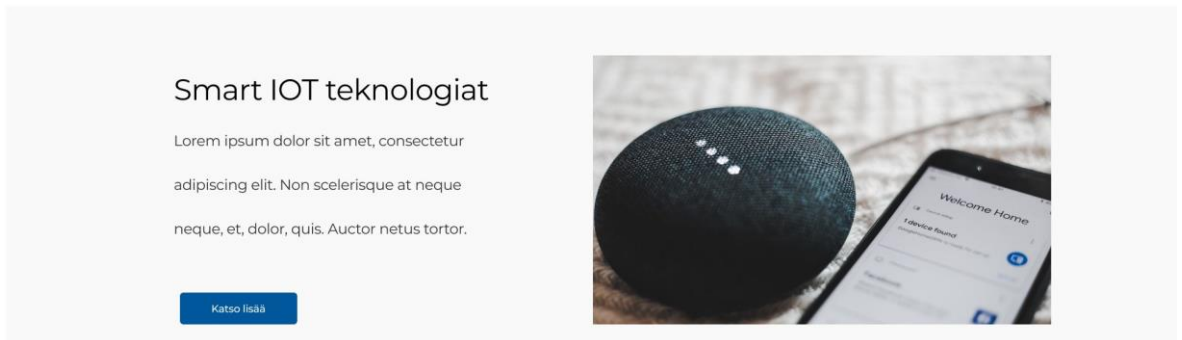 Smart IOT teknologiat
Lorem ipsum dolor sit amet, consectetur
adipiscing elit. Non scelerisque at neque
neque, et, dolor, quis. Auctor netus tortor.
Katso lisää
Welcome Home
1 device found
Facebook